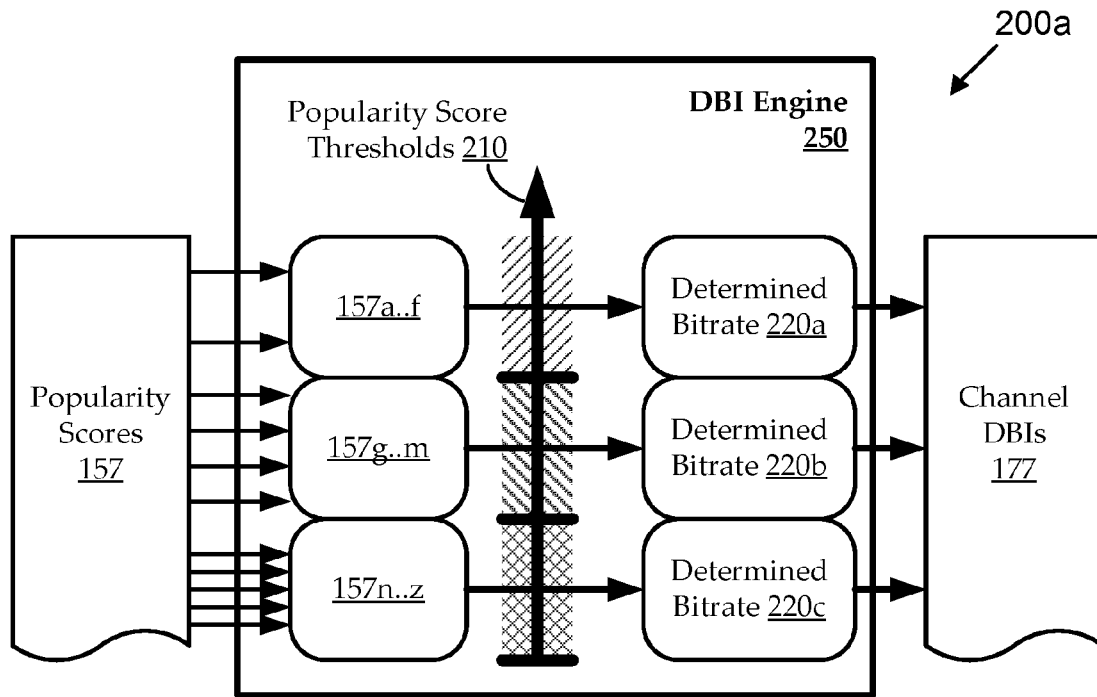 200a
DBI Engine
250
Popularity Score
Thresholds 210
Popularity
Scores
157
157a..f
157g..m
157n..z
Determined
Bitrate 220a
Determined
Bitrate 220b
Determined
Bitrate 220c
Channel
DBIs
177